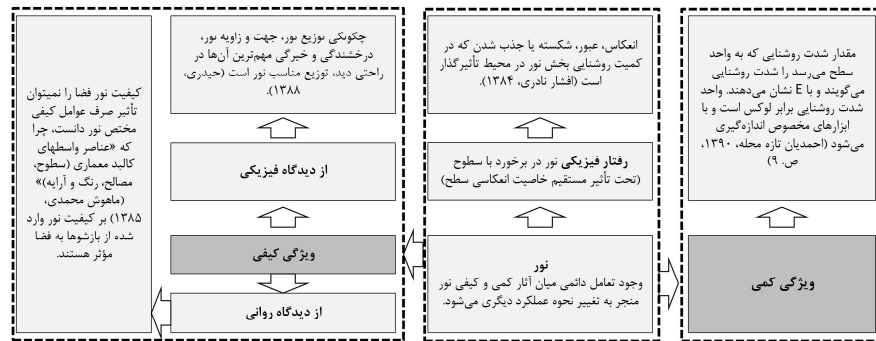 مقدار شدت روشنایی که به واحد
سطح می‌رسد را شدت روشنایی
می‌گویند و با E نشان می‌دهند. واحد
شدت روشنایی برابر لوکس است و با
ابزارهای مخصوص اندازه‌گیری
می‌شود (احمدیان تازه محله، ۱۳۹۰،
ص. ۹)
ویژگی کمی
انعکاس، عبور، شکسته یا جذب شدن که در
کمیت روشنایی بخش نور در محیط تأثیرگذار
است (افشار نادری، ۱۳۸۴).
رفتار فیزیکی نور در برخورد با سطوح
(تحت تأثیر مستقیم خاصیت انعکاسی سطح)
نور
وجود تعامل دائمی میان آثار کمی و کیفی نور
منجر به تغییر نحوه عملکرد دیگری می‌شود.
چگونگی توزیع نور، جهت و زاویه نور،
درخشندگی و خیرگی مهم‌ترین آن‌ها در
راحتی دید، توزیع مناسب نور است (حیدری،
۱۳۸۸).
از دیدگاه فیزیکی
ویژگی کیفی
از دیدگاه روانی
کیفیت نور فضا را نمیتوان
تأثیر صرف عوامل کیفی
مختص نور دانست، چرا
که «عناصر واسطهای
کالبد معماری (سطوح،
مصالح، رنگ و آرایه)»
(ماهوش محمدی،
۱۳۸۵) بر کیفیت نور وارد
شده از بازشوها به فضا
مؤثر هستند.